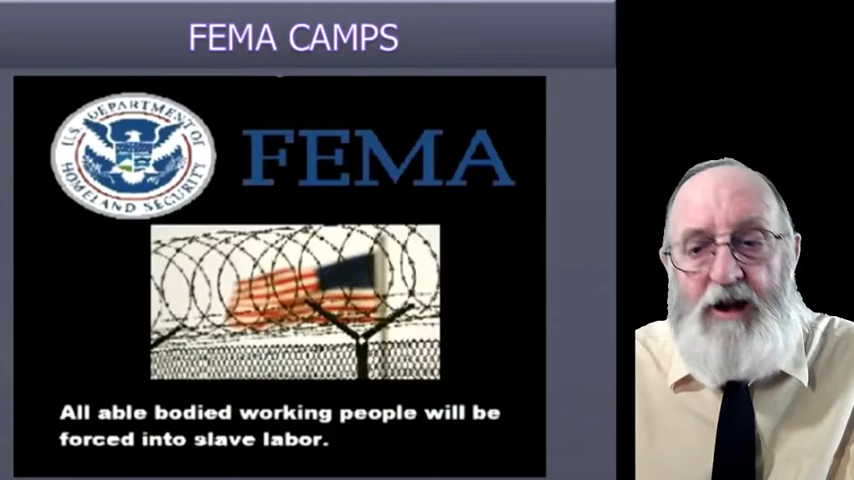 FEMA CAMPS
U.S. DEPARTMENT OF
HOMELAND SECURITY
FEMA
All able bodied working people will be
forced into slave labor.